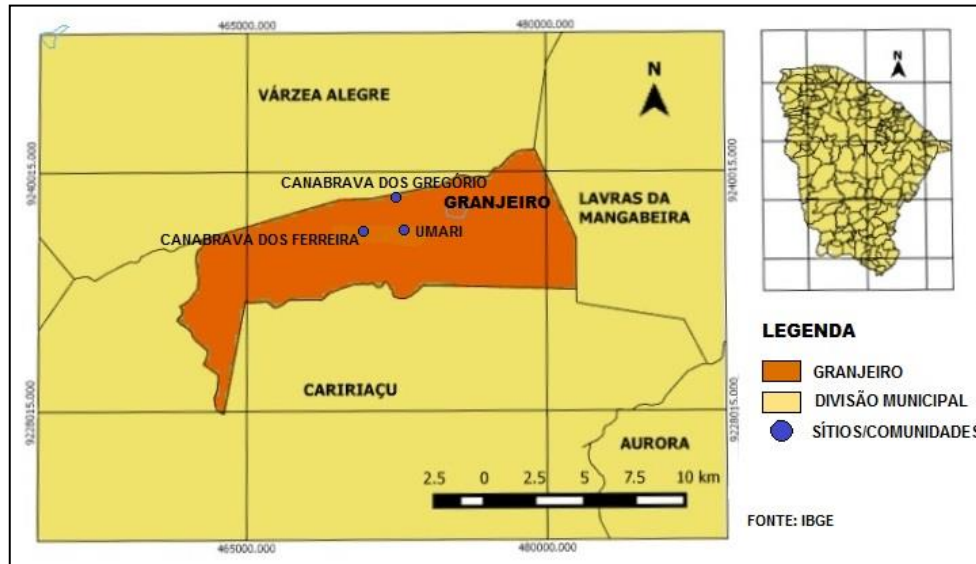 465000.000 480000.000
VÁRZEA ALEGRE
N
N
9240015.000
9240015.000
CANABRAVA DOS GREGÓRIO
GRANJEIRO
LAVRAS DA
MANGABEIRA
CANABRAVA DOS FERREIRA
UMARI
LEGENDA
GRANJEIRO
CARIRIAÇU
DIVISÃO MUNICIPAL
9228015.000
9228015.000
SÍTIOS/COMUNIDADES
AURORA
2.5 0 2.5 5 7.5 10 km
FONTE: IBGE
465000.000 480000.000